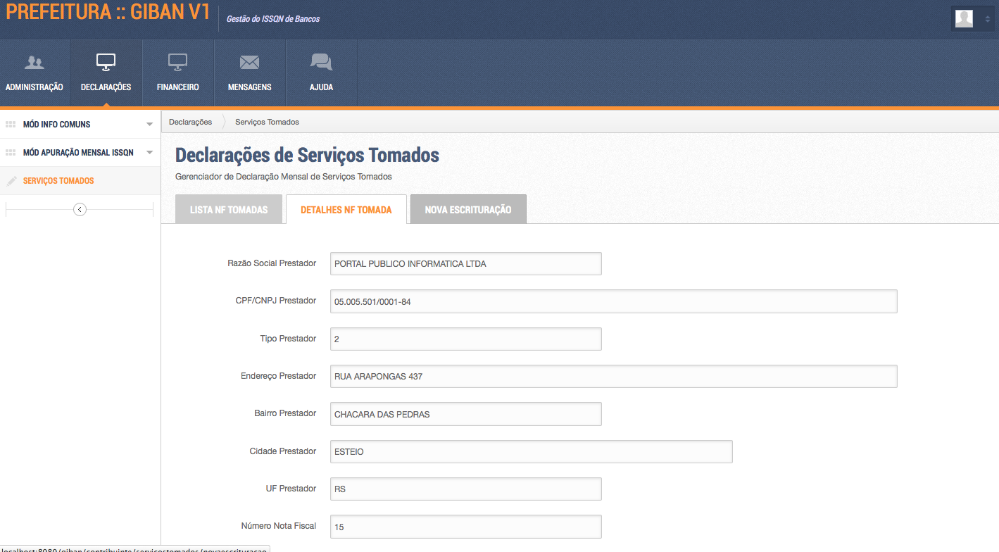 PREFEITURA :: GIBAN V1
Gestão do ISSQN de Bancos
ADMINISTRAÇÃO
DECLARAÇÕES
FINANCEIRO
MENSAGENS
AJUDA
MÓD INFO COMUNS
MÓD APURAÇÃO MENSAL ISSQN
SERVIÇOS TOMADOS
Declarações
Serviços Tomados
Declarações de Serviços Tomados
Gerenciador de Declaração Mensal de Serviços Tomados
LISTA NF TOMADAS
DETALHES NF TOMADA
NOVA ESCRITURAÇÃO
Razão Social Prestador
PORTAL PUBLICO INFORMATICA LTDA
CPF/CNPJ Prestador
05.005.501/0001-84
Tipo Prestador
2
Endereço Prestador
RUA ARAPONGAS 437
Bairro Prestador
CHACARA DAS PEDRAS
Cidade Prestador
ESTEIO
UF Prestador
RS
Número Nota Fiscal
15
localhost:8080/giban/contribuinte/servicostomados/novaescrituracao